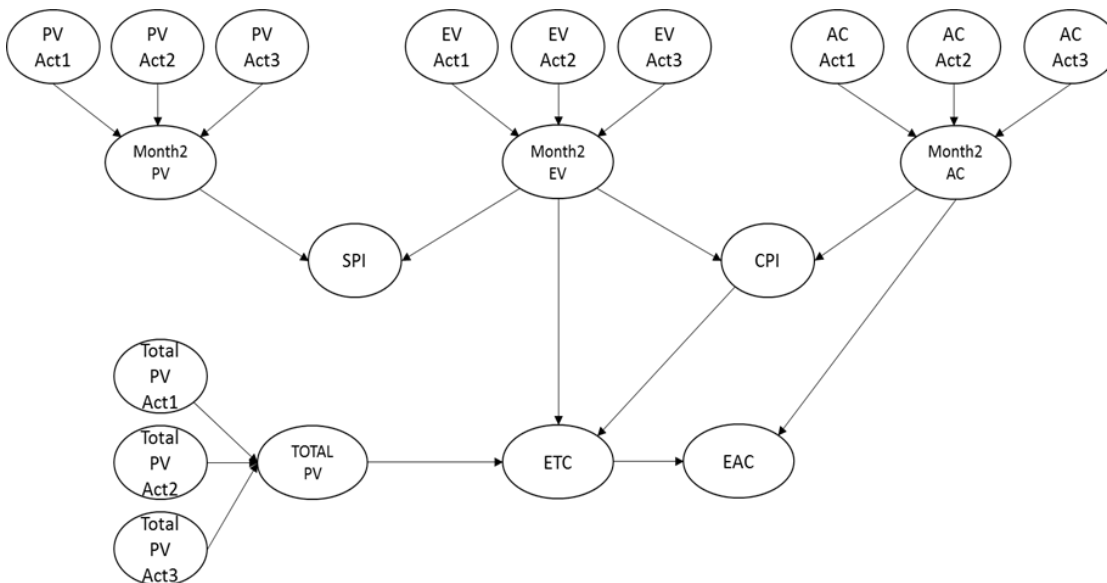 PV
Act1
PV
Act2
PV
Act3
EV
Act1
EV
Act2
EV
Act3
AC
Act1
AC
Act2
AC
Act3
Month2
PV
Month2
EV
Month2
AC
SPI
CPI
Total
PV
Act1
Total
PV
Act2
Total
PV
Act3
TOTAL
PV
ETC
EAC